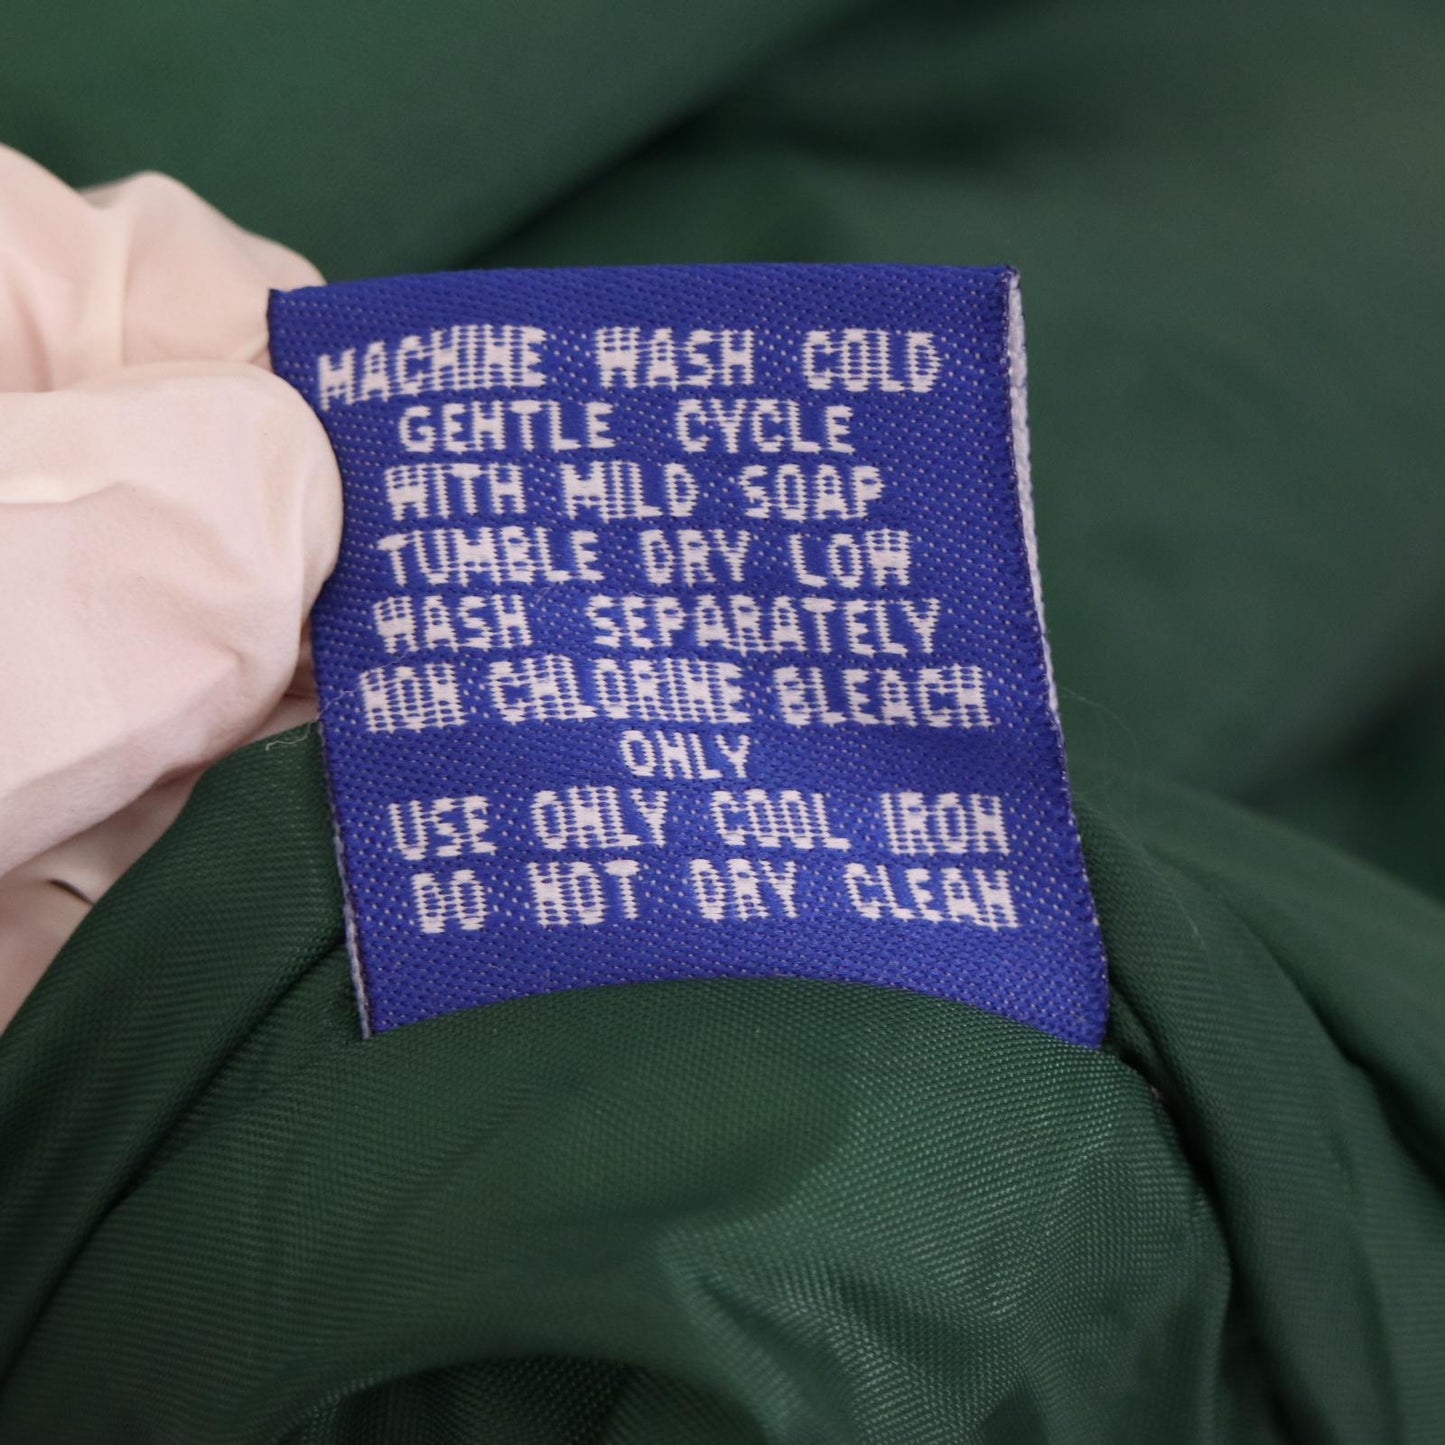 MACHINE WASH COLD
GENTLE CYCLE
WITH MILD SOAP
TUMBLE DRY LOW
WASH SEPARATELY
NON CHLORINE BLEACH
ONLY
USE ONLY COOL IRON
DO NOT DRY CLEAN